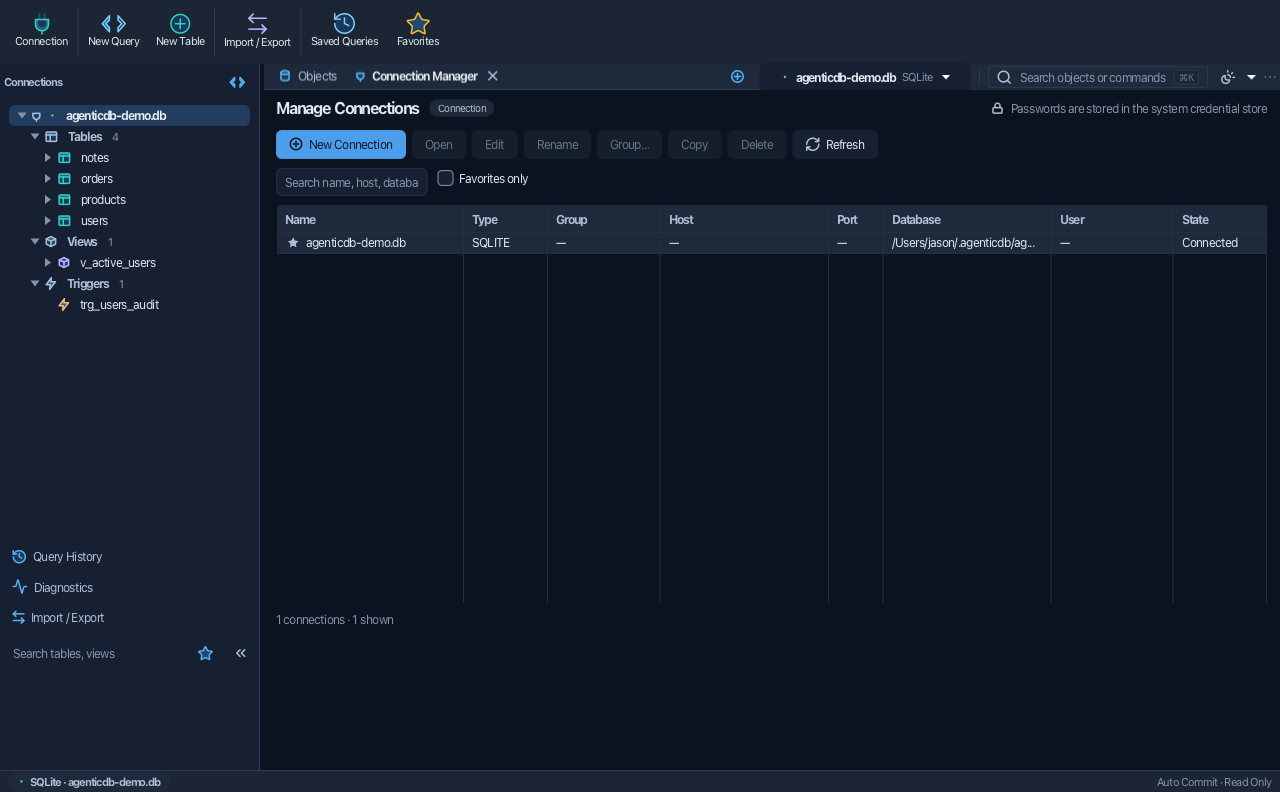 Connection New Query New Table Import / Export Saved Queries Favorites
Connections
Objects Connection Manager agenticdb-demo.db SQLite Search objects or commands ⌘K ···
Manage Connections Connection Passwords are stored in the system credential store
New Connection Open Edit Rename Group... Copy Delete Refresh
Search name, host, databa Favorites only
Name Type Group Host Port Database User State
agenticdb-demo.db SQLITE — — — /Users/jason/.agenticdb/ag... — Connected
1 connections · 1 shown
agenticdb-demo.db
Tables 4
notes
orders
products
users
Views 1
v_active_users
Triggers 1
trg_users_audit
Query History
Diagnostics
Import / Export
Search tables, views
SQLite · agenticdb-demo.db Auto Commit · Read Only